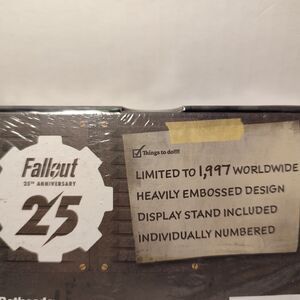 Things to do!!!
Fallout
25TH ANNIVERSARY
25
LIMITED TO 1,997 WORLDWIDE
HEAVILY EMBOSSED DESIGN
DISPLAY STAND INCLUDED
INDIVIDUALLY NUMBERED